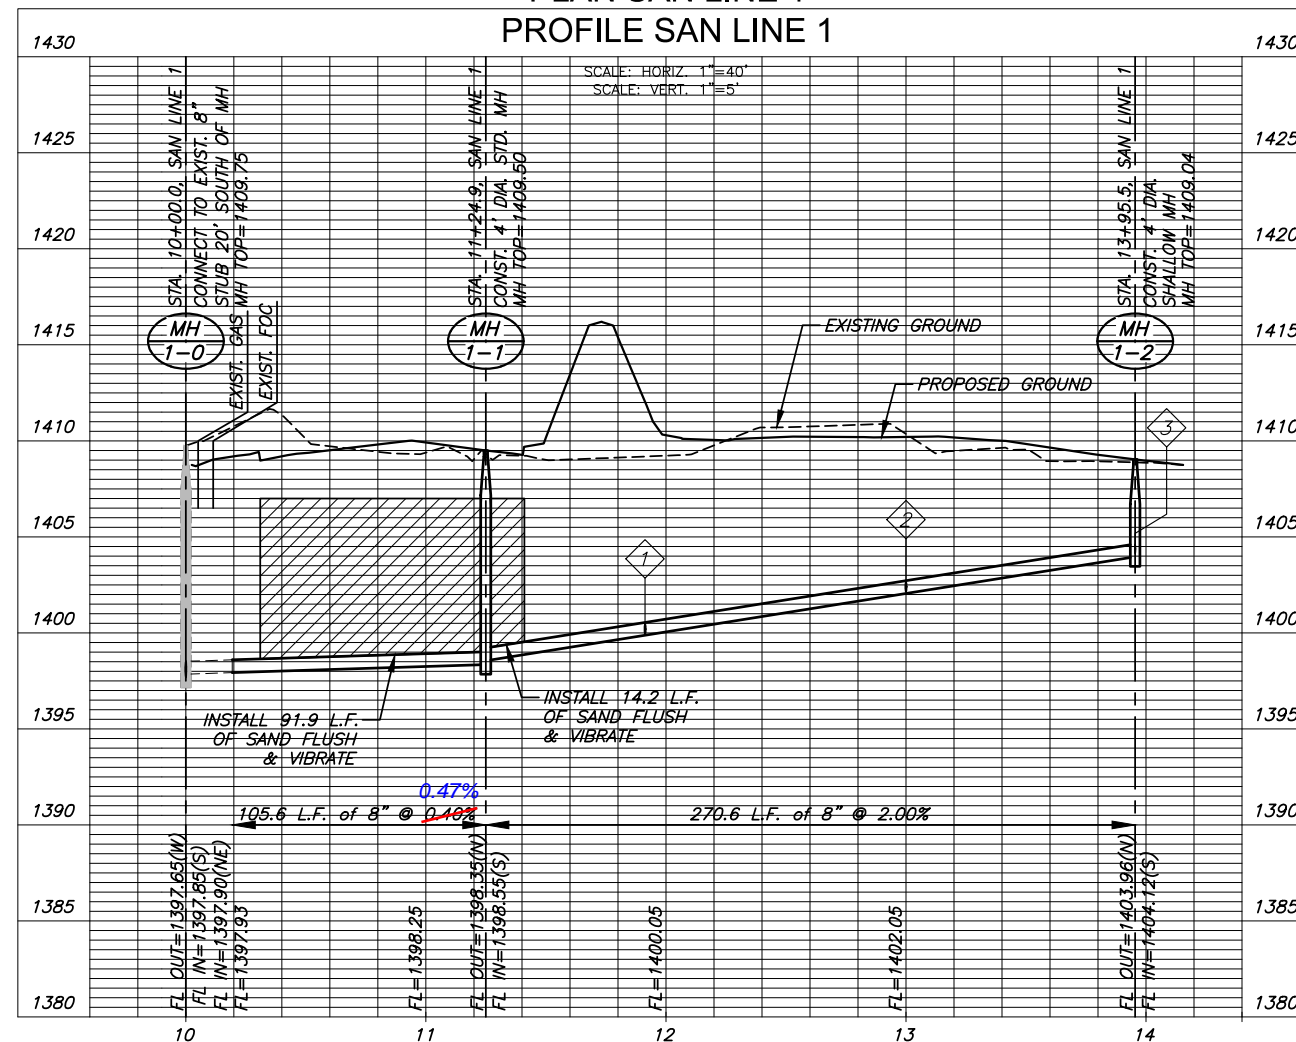 PLAN SAN LINE 1
PROFILE SAN LINE 1
SCALE: HORIZ. 1"=40'
SCALE: VERT. 1"=5'
1430
1430
1425
1425
1420
1420
1415
1415
1410
1410
1405
1405
1400
1400
1395
1395
1390
1390
1385
1385
1380
1380
STA. 10+00.0, SAN LINE 1
CONNECT TO EXIST. 8"
STUB 20' SOUTH OF MH
MH TOP=1409.75
EXIST. GAS
EXIST. FOC
MH
1-0
STA. 11+24.9, SAN LINE 1
CONST. 4' DIA. STD. MH
MH TOP=1409.50
MH
1-1
STA. 13+95.5, SAN LINE 1
CONST. 4' DIA.
SHALLOW MH
MH TOP=1409.04
MH
1-2
EXISTING GROUND
PROPOSED GROUND
1
2
3
INSTALL 91.9 L.F.
OF SAND FLUSH
& VIBRATE
INSTALL 14.2 L.F.
OF SAND FLUSH
& VIBRATE
0.47%
105.6 L.F. of 8" @ 0.40%
270.6 L.F. of 8" @ 2.00%
FL OUT=1397.65(W)
FL IN=1397.85(S)
FL IN=1397.90(NE)
FL=1397.93
FL=1398.25
FL OUT=1398.35(N)
FL IN=1398.55(S)
FL=1400.05
FL=1402.05
FL OUT=1403.96(N)
FL IN=1404.12(S)
10
11
12
13
14